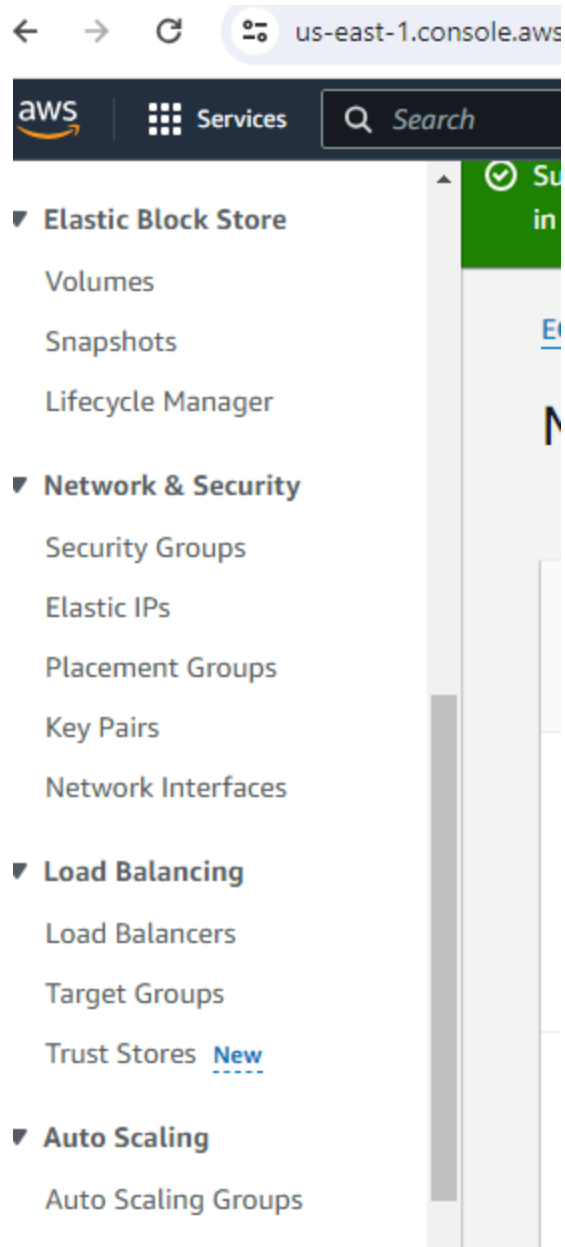 us-east-1.console.aws
aws Services Search
Su
in
Elastic Block Store
Volumes
Snapshots
Lifecycle Manager
Network & Security
Security Groups
Elastic IPs
Placement Groups
Key Pairs
Network Interfaces
Load Balancing
Load Balancers
Target Groups
Trust Stores New
Auto Scaling
Auto Scaling Groups